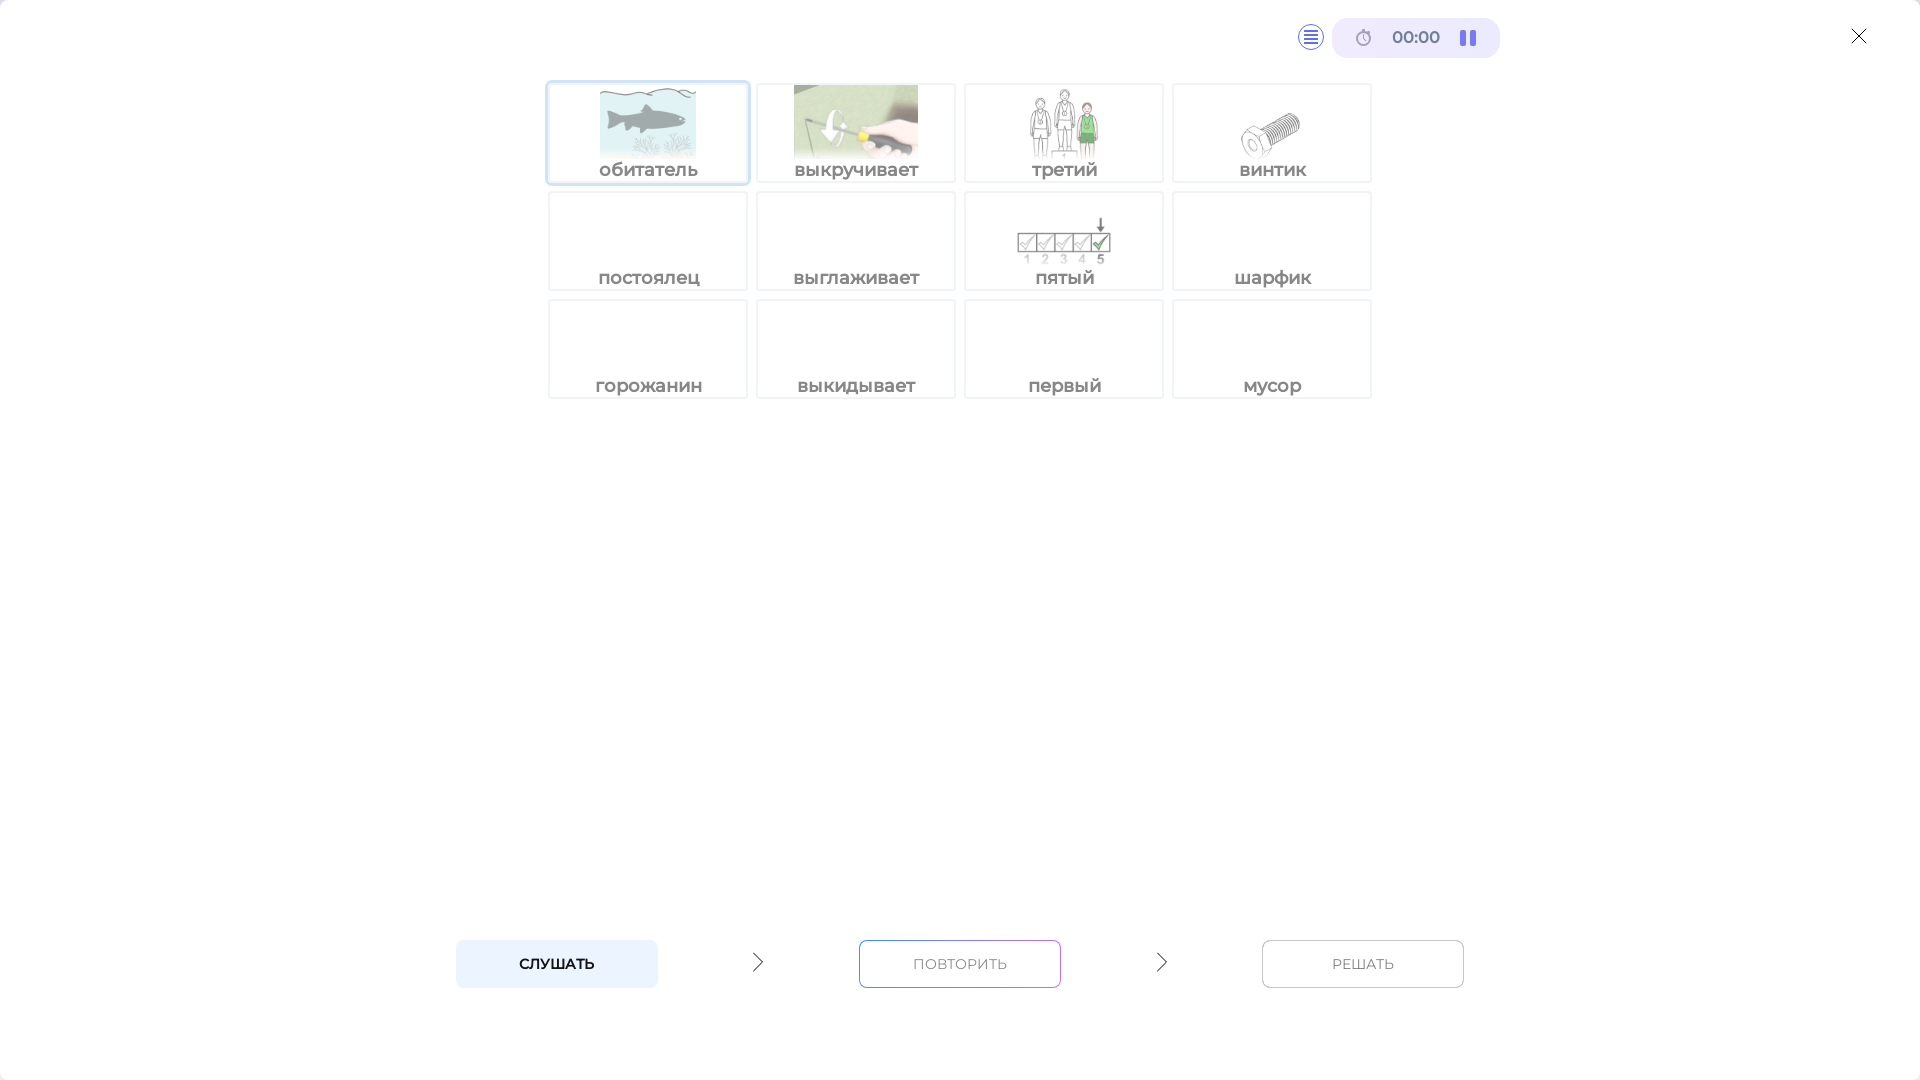 00:00
обитатель выкручивает третий винтик
1 2 3 4 5
постоялец выглаживает пятый шарфик
горожанин выкидывает первый мусор
СЛУШАТЬ ПОВТОРИТЬ РЕШАТЬ